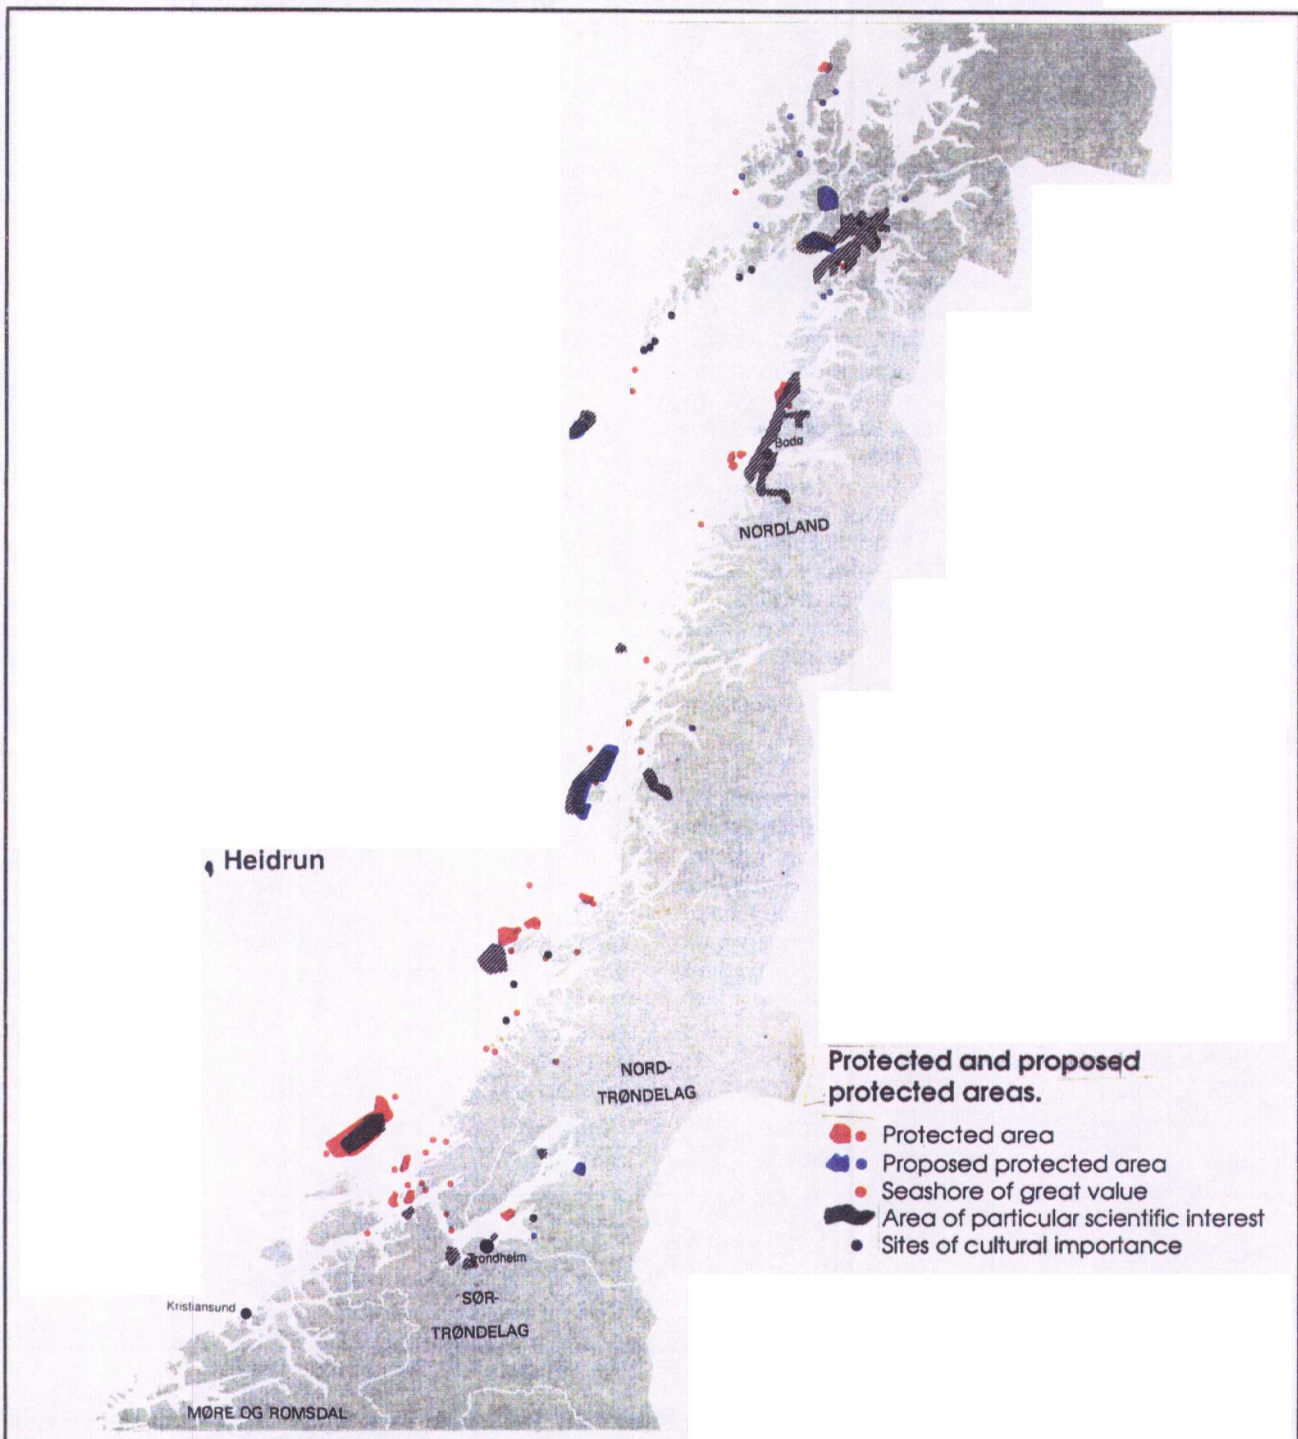 Bodø
NORDLAND
Heidrun
NORD-
TRØNDELAG
Protected and proposed
protected areas.
Protected area
Proposed protected area
Seashore of great value
Area of particular scientific interest
Sites of cultural importance
Trondheim
Kristiansund
SØR-
TRØNDELAG
MØRE OG ROMSDAL